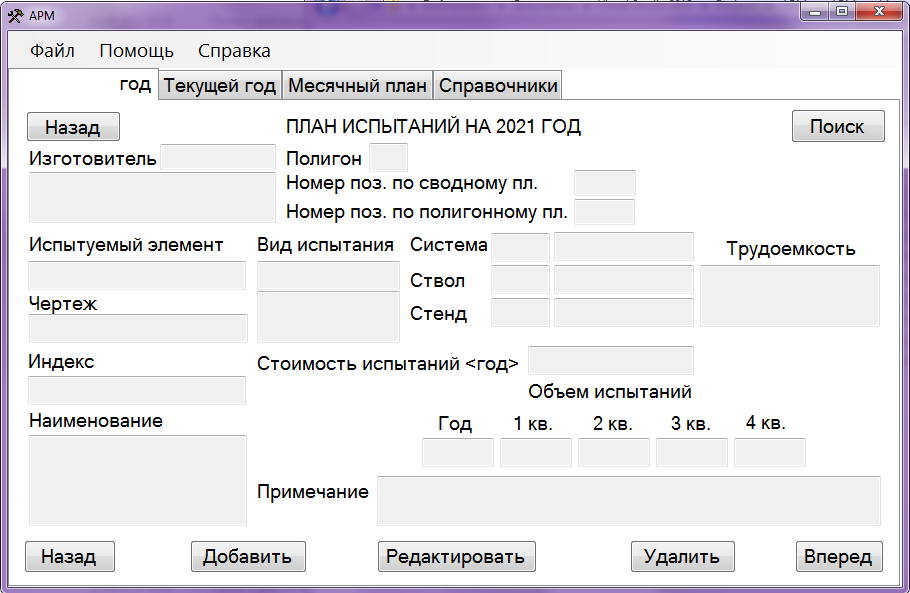 АРМ
Файл Помощь Справка
год Текущей год Месячный план Справочники
Назад ПЛАН ИСПЫТАНИЙ НА 2021 ГОД Поиск
Изготовитель Полигон
Номер поз. по сводному пл.
Номер поз. по полигонному пл.
Испытуемый элемент Вид испытания Система Трудоемкость
Ствол
Чертеж
Стенд
Индекс Стоимость испытаний <год>
Объем испытаний
Наименование Год 1 кв. 2 кв. 3 кв. 4 кв.
Примечание
Назад Добавить Редактировать Удалить Вперед